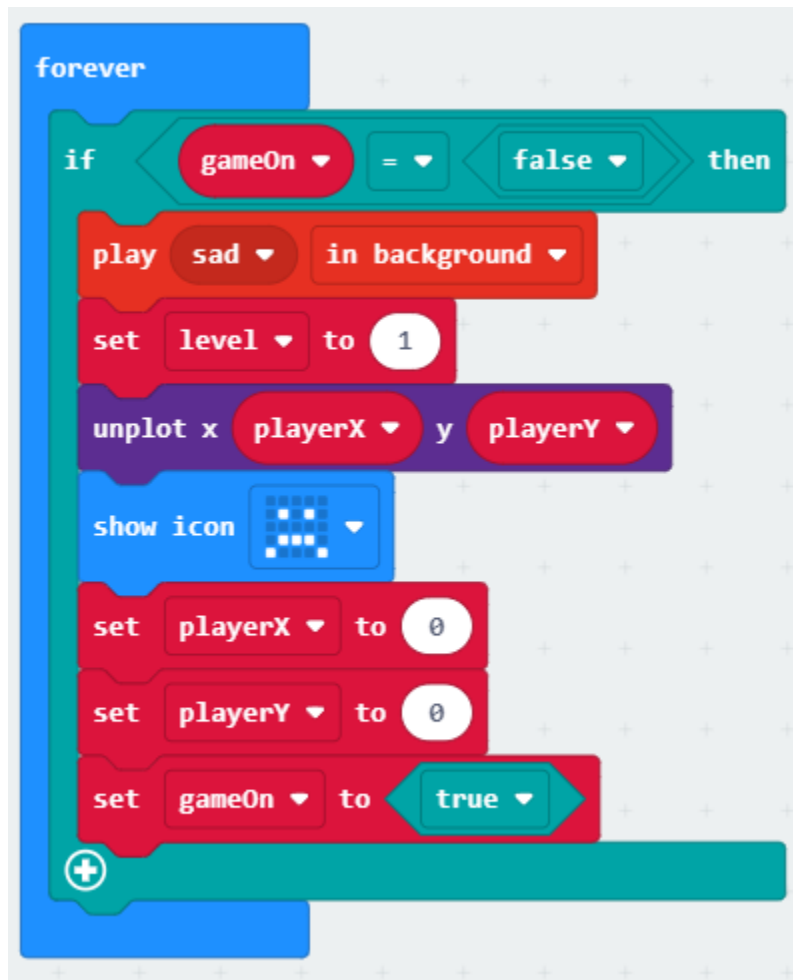 forever
if gameOn = false then
play sad in background
set level to 1
unplot x playerX y playerY
show icon
set playerX to 0
set playerY to 0
set gameOn to true